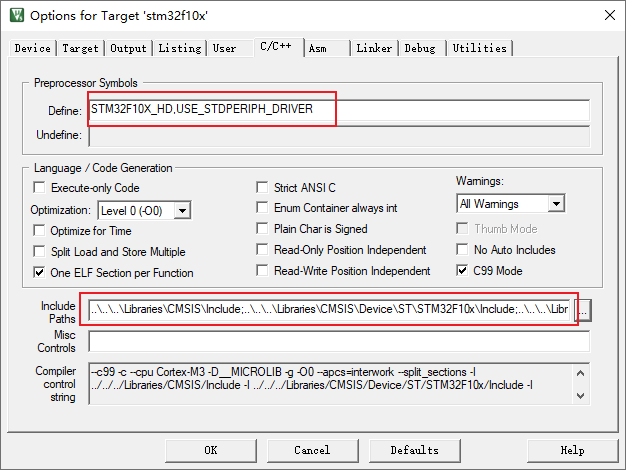 Options for Target 'stm32f10x'
Device Target Output Listing User C/C++ Asm Linker Debug Utilities
Preprocessor Symbols
Define: STM32F10X_HD,USE_STDPERIPH_DRIVER
Undefine:
Language / Code Generation
Execute-only Code
Strict ANSI C
Warnings:
Optimization: Level 0 (-O0)
Enum Container always int
All Warnings
Optimize for Time
Plain Char is Signed
Thumb Mode
Split Load and Store Multiple
Read-Only Position Independent
No Auto Includes
One ELF Section per Function
Read-Write Position Independent
C99 Mode
Include Paths ..\..\..\Libraries\CMSIS\Include;..\..\..\Libraries\CMSIS\Device\ST\STM32F10x\Include;..\..\..\Libr ...
Misc Controls
Compiler control string --c99 -c --cpu Cortex-M3 -D__MICROLIB -g -O0 --apcs=interwork --split_sections -I
../../../Libraries/CMSIS/Include -I ../../../Libraries/CMSIS/Device/ST/STM32F10x/Include -I
OK Cancel Defaults Help